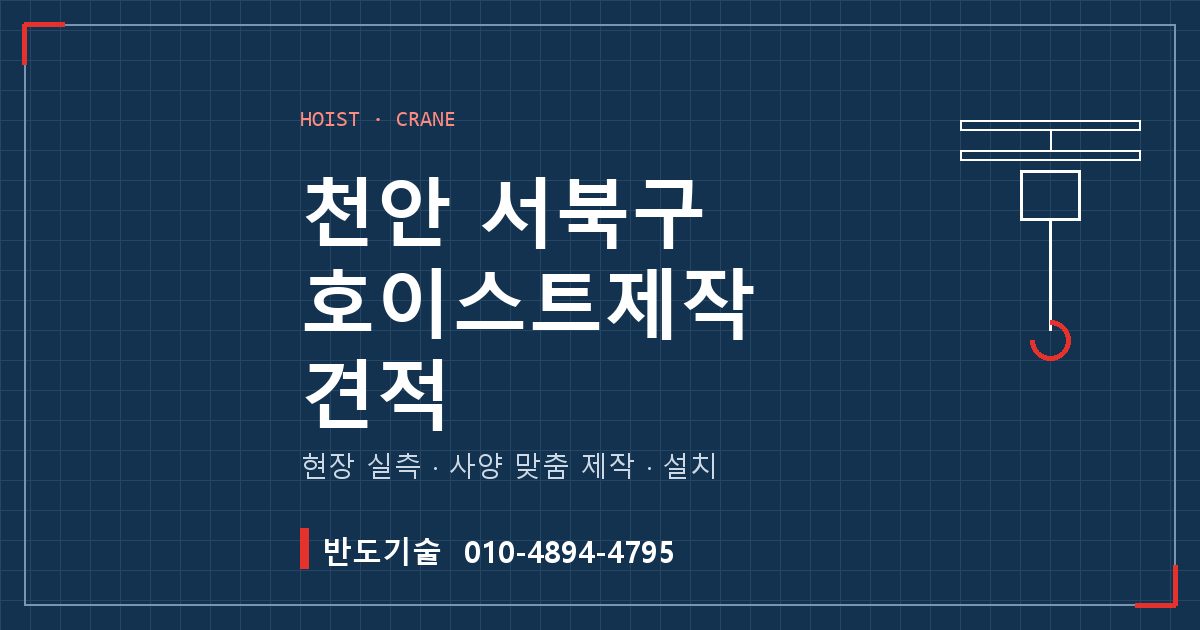 HOIST · CRANE
천안 서북구
호이스트제작
견적
현장 실측 · 사양 맞춤 제작 · 설치
반도기술 010-4894-4795